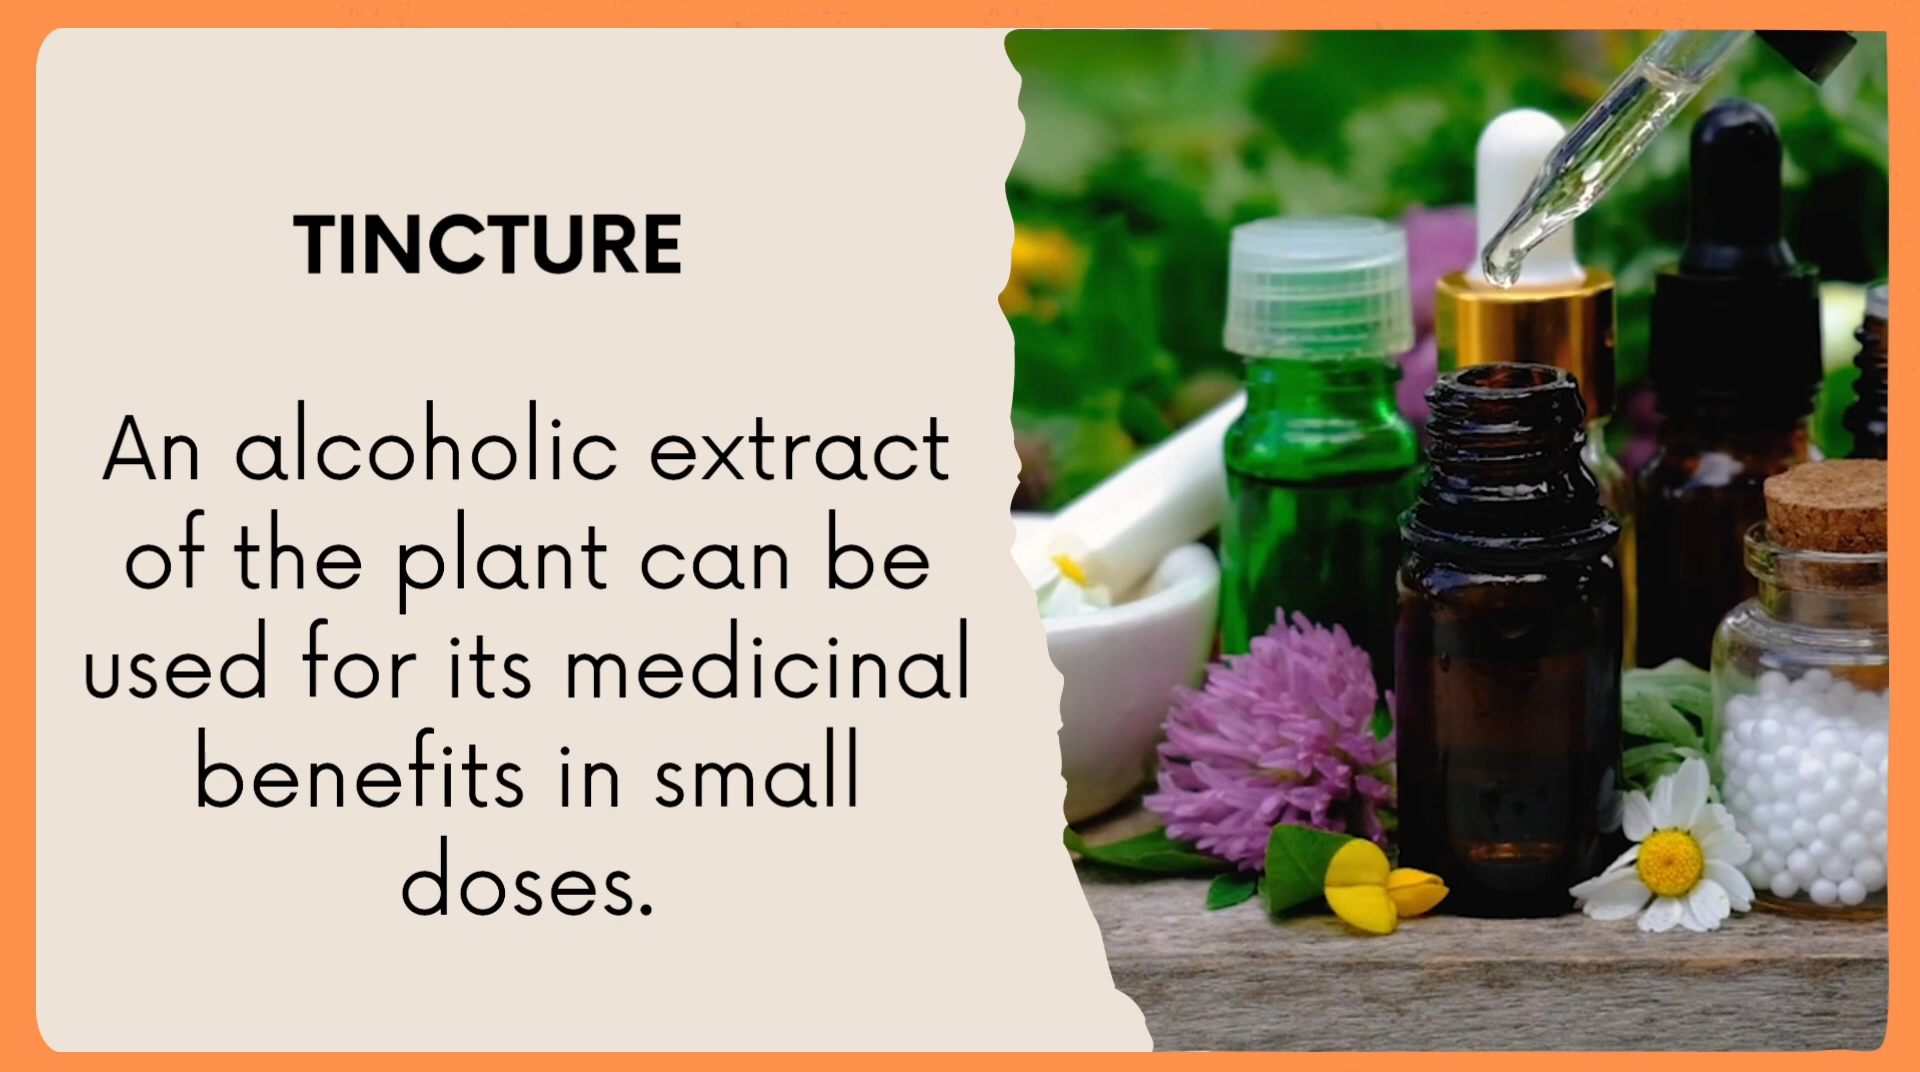 TINCTURE
An alcoholic extract
of the plant can be
used for its medicinal
benefits in small
doses.